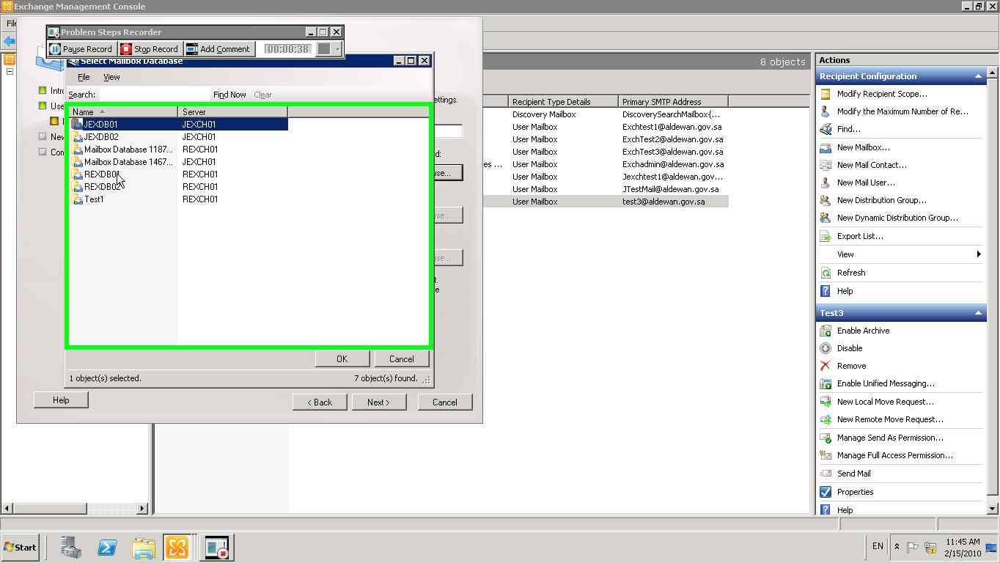 Exchange Management Console
File
Problem Steps Recorder
Pause Record
Stop Record
Add Comment
00:00:38
Select Mailbox Database
File
View
Search:
Find Now
Clear
Name
Server
JEXDB01 JEXCH01
JEXDB02 JEXCH01
Mailbox Database 1187... REXCH01
Mailbox Database 1467... JEXCH01
REXDB01 REXCH01
REXDB02 REXCH01
Test1 REXCH01
OK
Cancel
1 object(s) selected.
7 object(s) found.
Help
< Back
Next >
Cancel
8 objects
Recipient Type Details Primary SMTP Address
Discovery Mailbox DiscoverySearchMailbox{...
User Mailbox Exchtest1@aldewan.gov.sa
User Mailbox ExchTest2@aldewan.gov.sa
User Mailbox ExchTest3@aldewan.gov.sa
es ... User Mailbox Exchadmin@aldewan.gov.sa
User Mailbox Jexchtest1@aldewan.gov...
User Mailbox JTestMail@aldewan.gov.sa
User Mailbox test3@aldewan.gov.sa
Actions
Recipient Configuration
Modify Recipient Scope...
Modify the Maximum Number of Re...
Find...
New Mailbox...
New Mail Contact...
New Mail User...
New Distribution Group...
New Dynamic Distribution Group...
Export List...
View
Refresh
Help
Test3
Enable Archive
Disable
Remove
Enable Unified Messaging...
New Local Move Request...
New Remote Move Request...
Manage Send As Permission...
Manage Full Access Permission...
Send Mail
Properties
Help
Start
EN
11:45 AM
2/15/2010